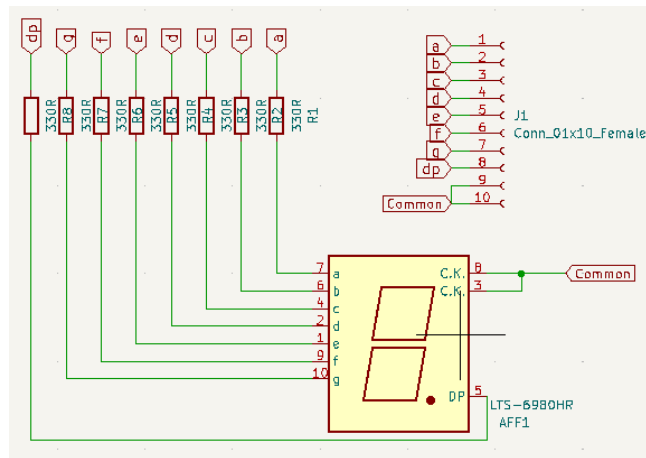 dp g f e d c b a
330R R8 330R R7 330R R6 330R R5 330R R4 330R R3 330R R2 330R R1
a 1
b 2
c 3
d 4
e 5 J1
f 6 Conn_01x10_Female
g 7
dp 8
9
Common 10
7 a C.K. 8 Common
6 b C.K. 3
4 c
2 d
1 e
9 f
10 g
DP 5
LTS-6980HR
AFF1